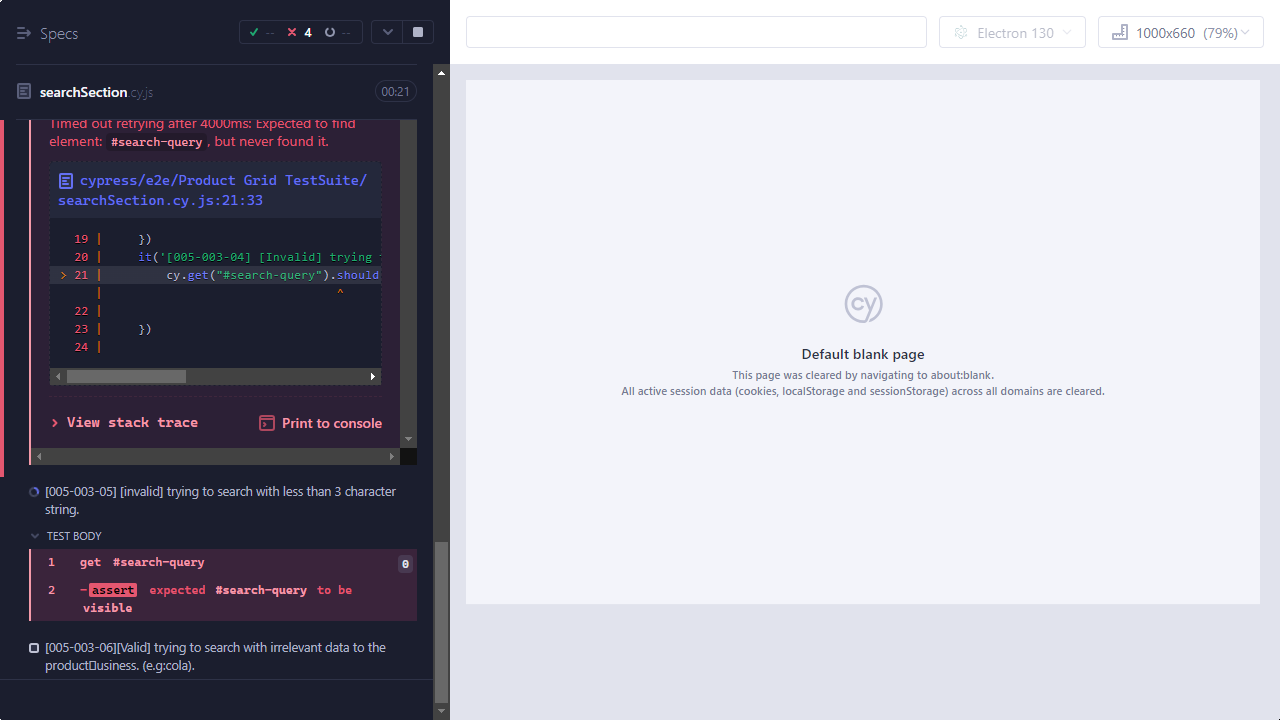 Specs
-- 4 --
Electron 130
1000x660 (79%)
searchSection.cy.js
00:21
Timed out retrying after 4000ms: Expected to find
element: #search-query, but never found it.
cypress/e2e/Product Grid TestSuite/
searchSection.cy.js:21:33
19 | })
20 | it('[005-003-04] [Invalid] trying
> 21 | cy.get("#search-query").should
| ^
22 |
23 | })
24 |
View stack trace
Print to console
[005-003-05] [invalid] trying to search with less than 3 character
string.
TEST BODY
1 get #search-query 0
2 -assert expected #search-query to be
visible
[005-003-06][Valid] trying to search with irrelevant data to the
product▯usiness. (e.g:cola).
cy
Default blank page
This page was cleared by navigating to about:blank.
All active session data (cookies, localStorage and sessionStorage) across all domains are cleared.